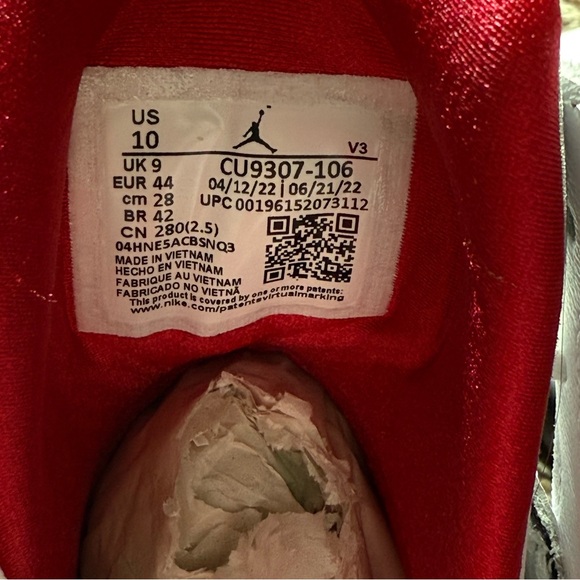 US
10
V3
UK 9
CU9307-106
EUR 44
04/12/22 | 06/21/22
cm 28
UPC 00196152073112
BR 42
CN 280(2.5)
04HNE5ACBSNQ3
MADE IN VIETNAM
HECHO EN VIETNAM
FABRIQUE AU VIETNAM
FABRICADO NO VIETNÃ
This product is covered by one or more patents:
www.nike.com/patentsvirtualmarking